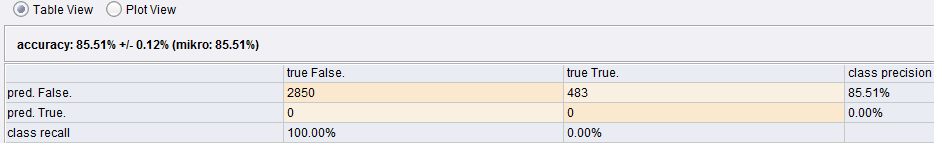 Table View Plot View
accuracy: 85.51% +/- 0.12% (mikro: 85.51%)
true False. true True. class precision
pred. False. 2850 483 85.51%
pred. True. 0 0 0.00%
class recall 100.00% 0.00%